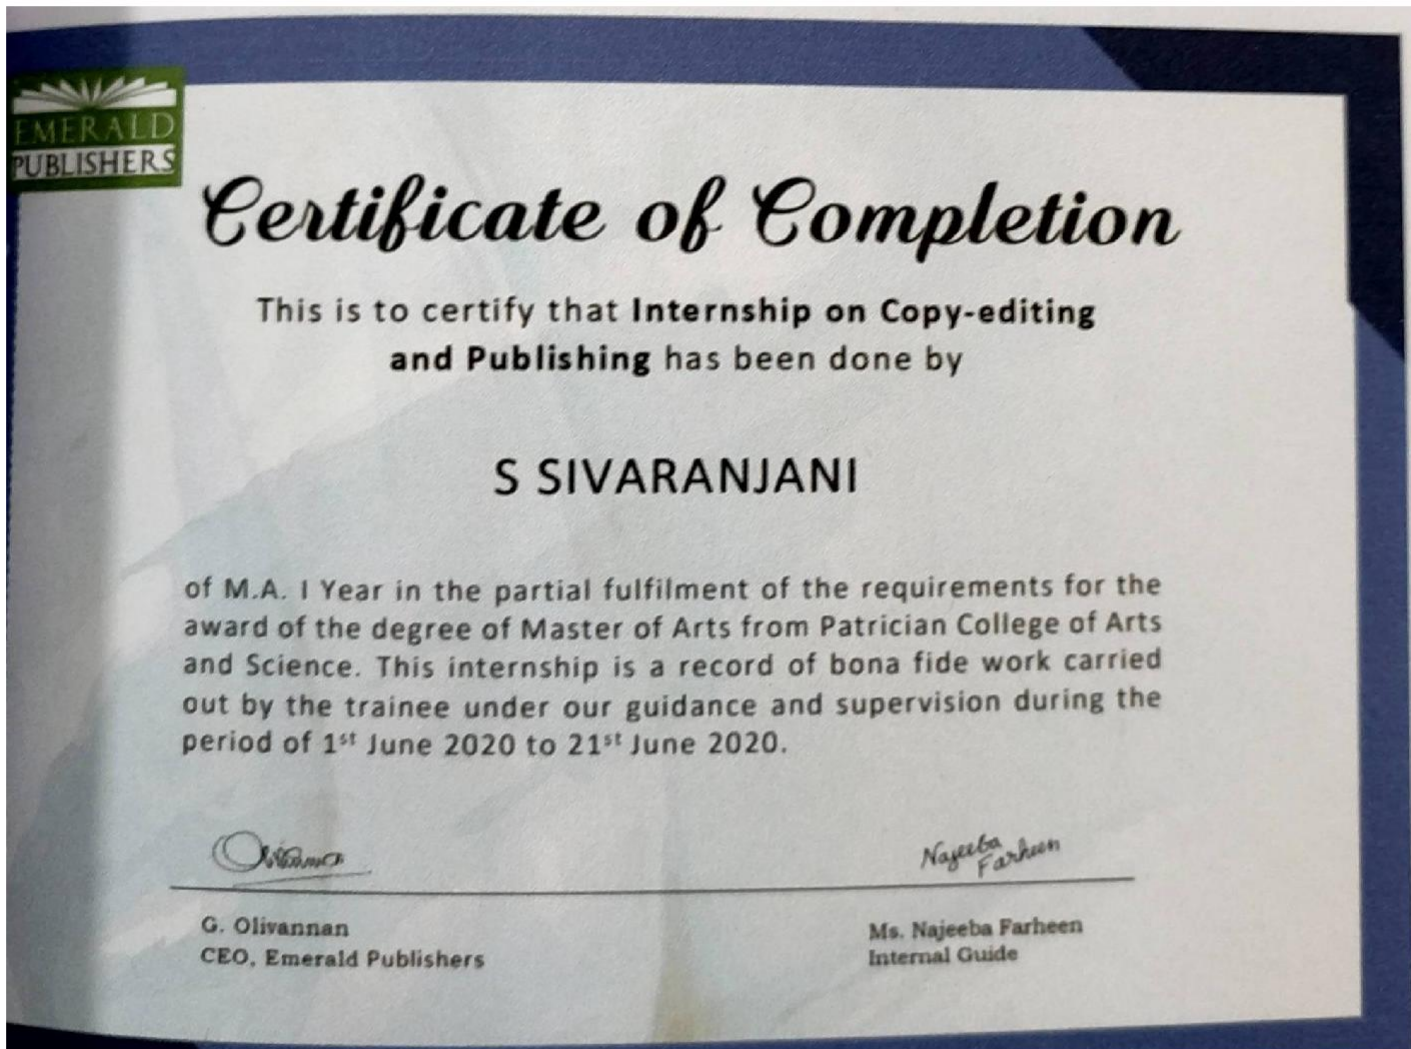 EMERALD
PUBLISHERS
Certificate of Completion
This is to certify that Internship on Copy-editing
and Publishing has been done by
S SIVARANJANI
of M.A. I Year in the partial fulfilment of the requirements for the
award of the degree of Master of Arts from Patrician College of Arts
and Science. This internship is a record of bona fide work carried
out by the trainee under our guidance and supervision during the
period of 1st June 2020 to 21st June 2020.
Najeeba
Farheen
G. Olivannan
CEO, Emerald Publishers
Ms. Najeeba Farheen
Internal Guide